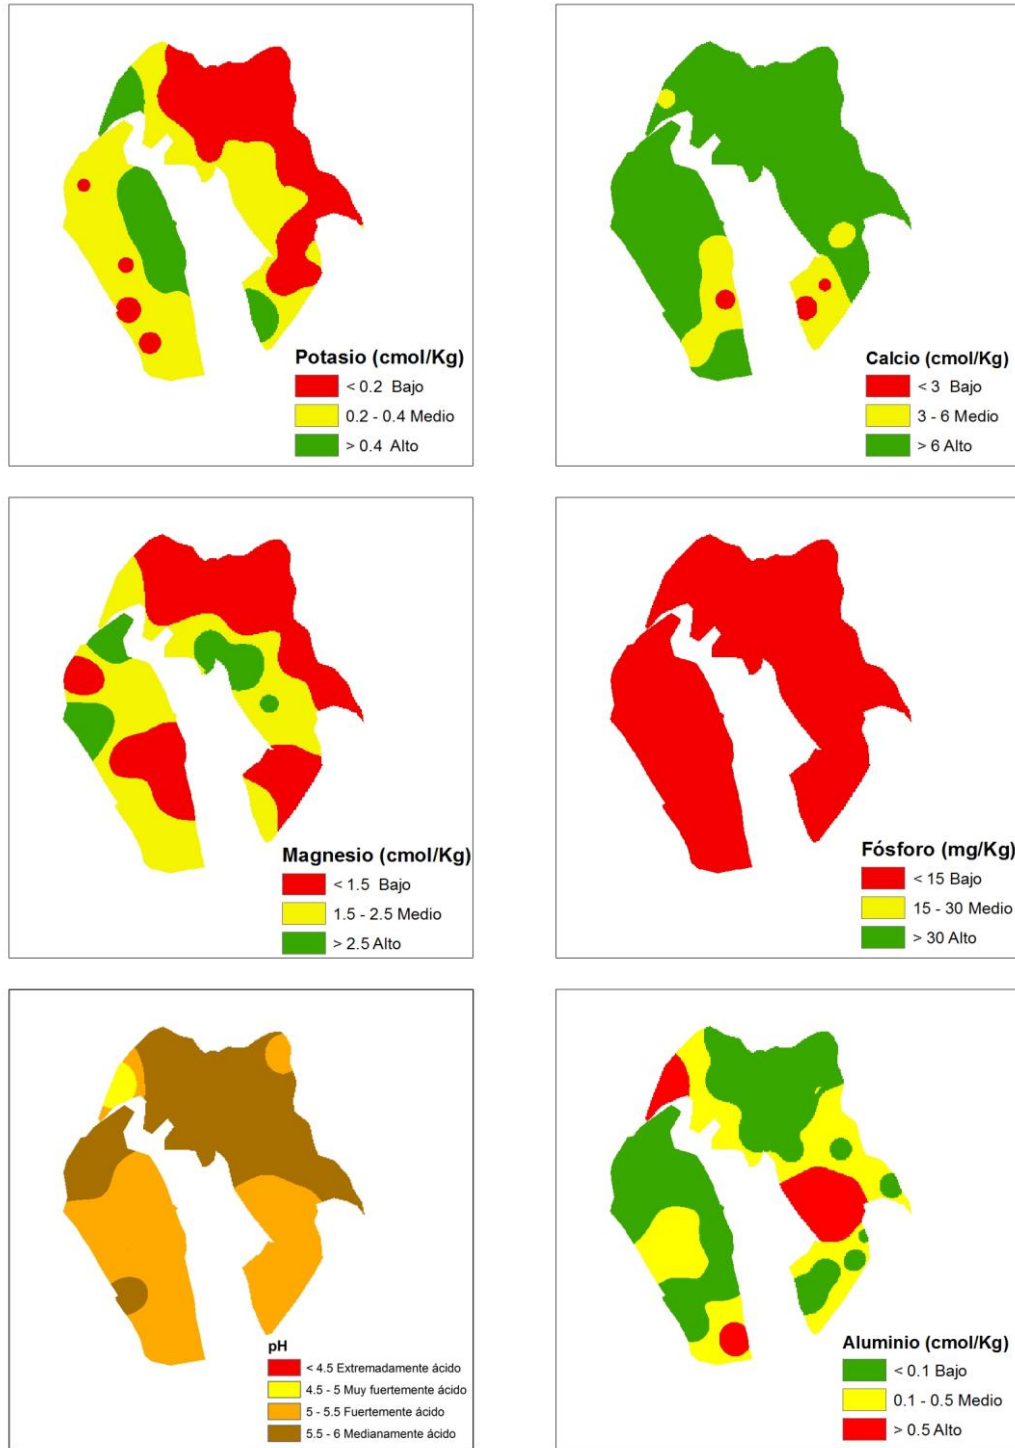 Potasio (cmol/Kg)
< 0.2 Bajo
0.2 - 0.4 Medio
> 0.4 Alto
Calcio (cmol/Kg)
< 3 Bajo
3 - 6 Medio
> 6 Alto
Magnesio (cmol/Kg)
< 1.5 Bajo
1.5 - 2.5 Medio
> 2.5 Alto
Fósforo (mg/Kg)
< 15 Bajo
15 - 30 Medio
> 30 Alto
pH
< 4.5 Extremadamente ácido
4.5 - 5 Muy fuertemente ácido
5 - 5.5 Fuertemente ácido
5.5 - 6 Medianamente ácido
Aluminio (cmol/Kg)
< 0.1 Bajo
0.1 - 0.5 Medio
> 0.5 Alto